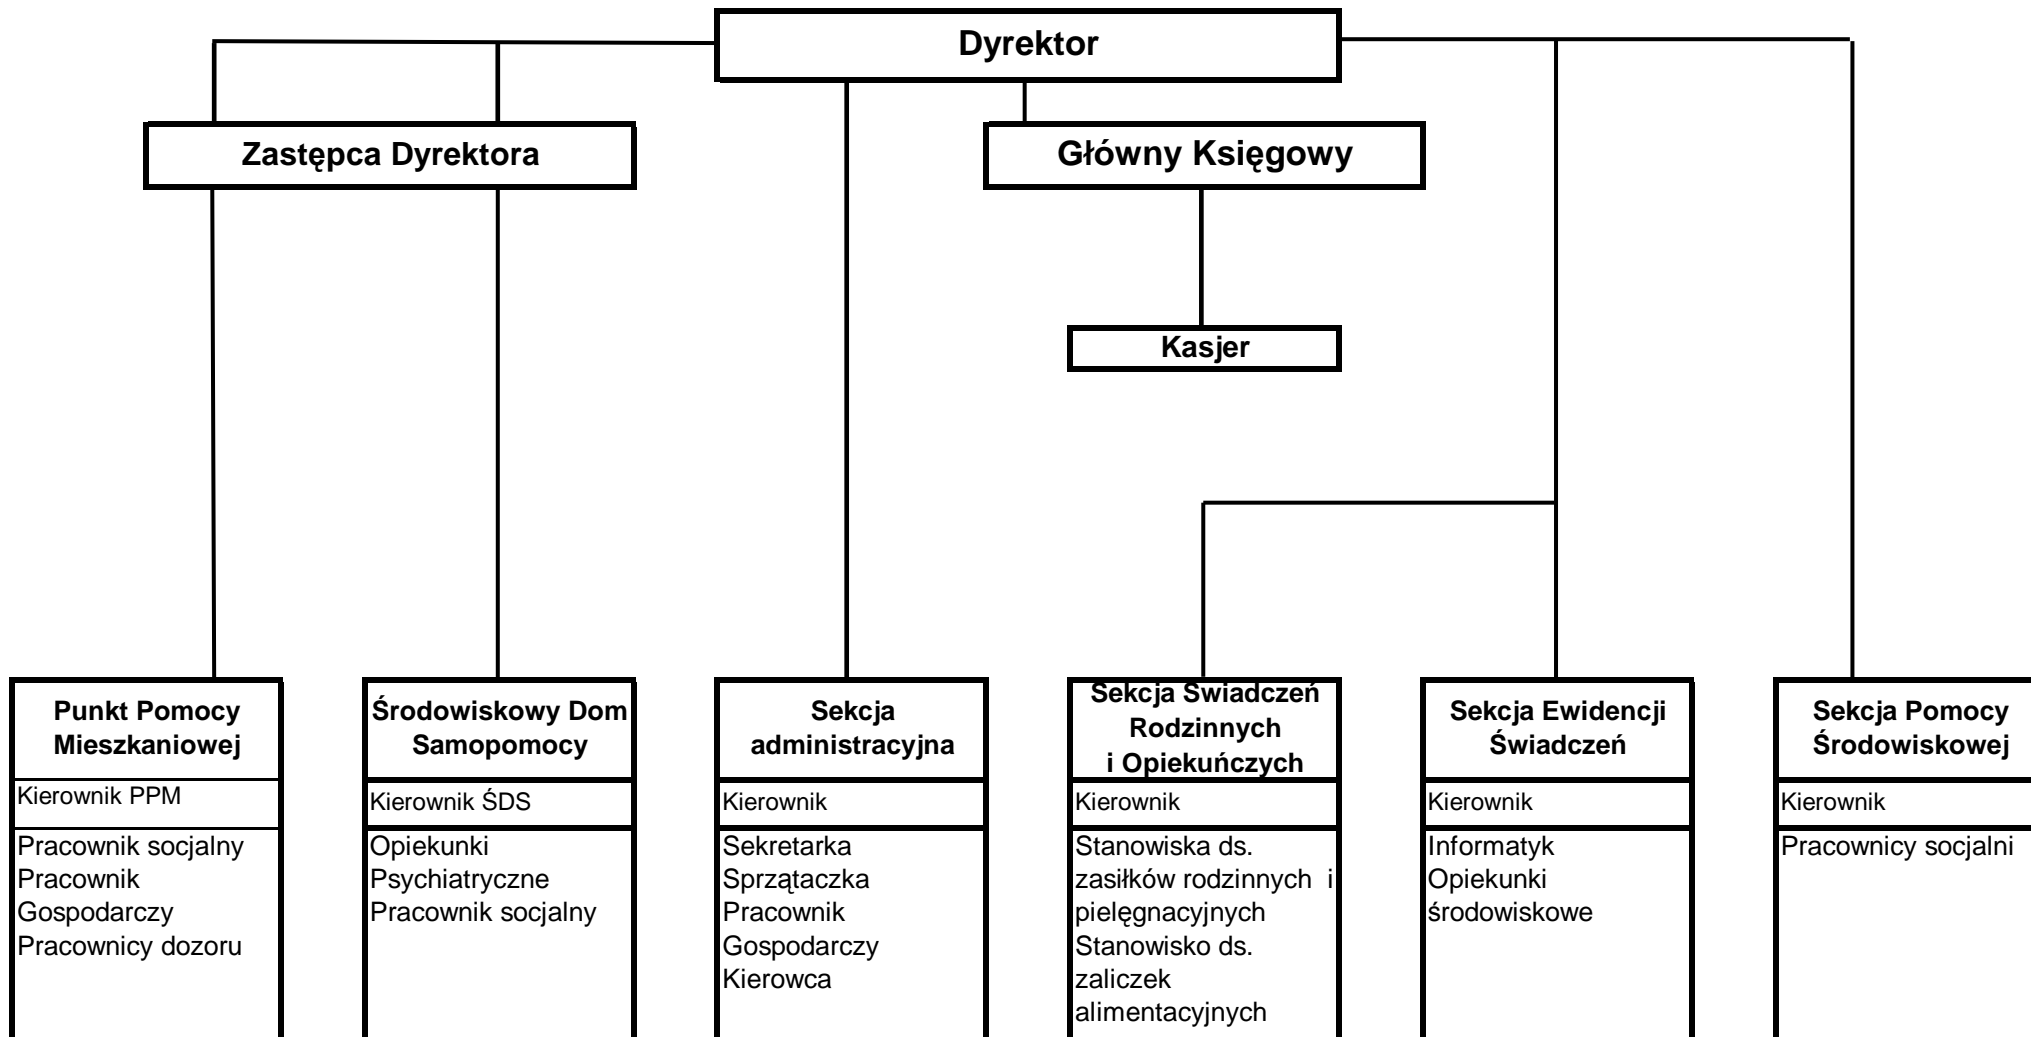 Dyrektor
Zastępca Dyrektora
Główny Księgowy
Kasjer
Punkt Pomocy
Mieszkaniowej
Kierownik PPM
Pracownik socjalny
Pracownik
Gospodarczy
Pracownicy dozoru
Środowiskowy Dom
Samopomocy
Kierownik ŚDS
Opiekunki
Psychiatryczne
Pracownik socjalny
Sekcja
administracyjna
Kierownik
Sekretarka
Sprzątaczka
Pracownik
Gospodarczy
Kierowca
Sekcja Świadczeń
Rodzinnych
i Opiekuńczych
Kierownik
Stanowiska ds.
zasiłków rodzinnych i
pielęgnacyjnych
Stanowisko ds.
zaliczek
alimentacyjnych
Sekcja Ewidencji
Świadczeń
Kierownik
Informatyk
Opiekunki
środowiskowe
Sekcja Pomocy
Środowiskowej
Kierownik
Pracownicy socjalni